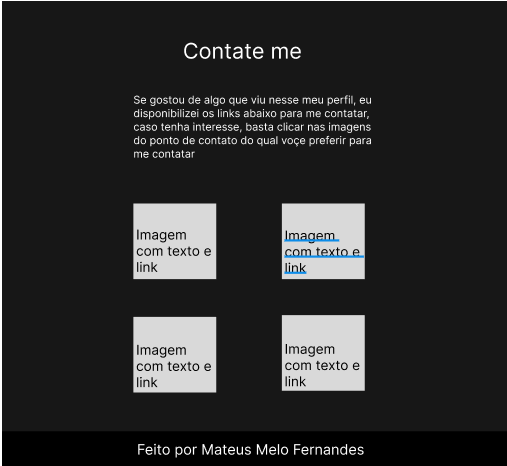 Contate me
Se gostou de algo que viu nesse meu perfil, eu
disponibilizei os links abaixo para me contatar,
caso tenha interesse, basta clicar nas imagens
do ponto de contato do qual voçe preferir para
me contatar
Imagem
com texto e
link
Imagem
com texto e
link
Imagem
com texto e
link
Imagem
com texto e
link
Feito por Mateus Melo Fernandes